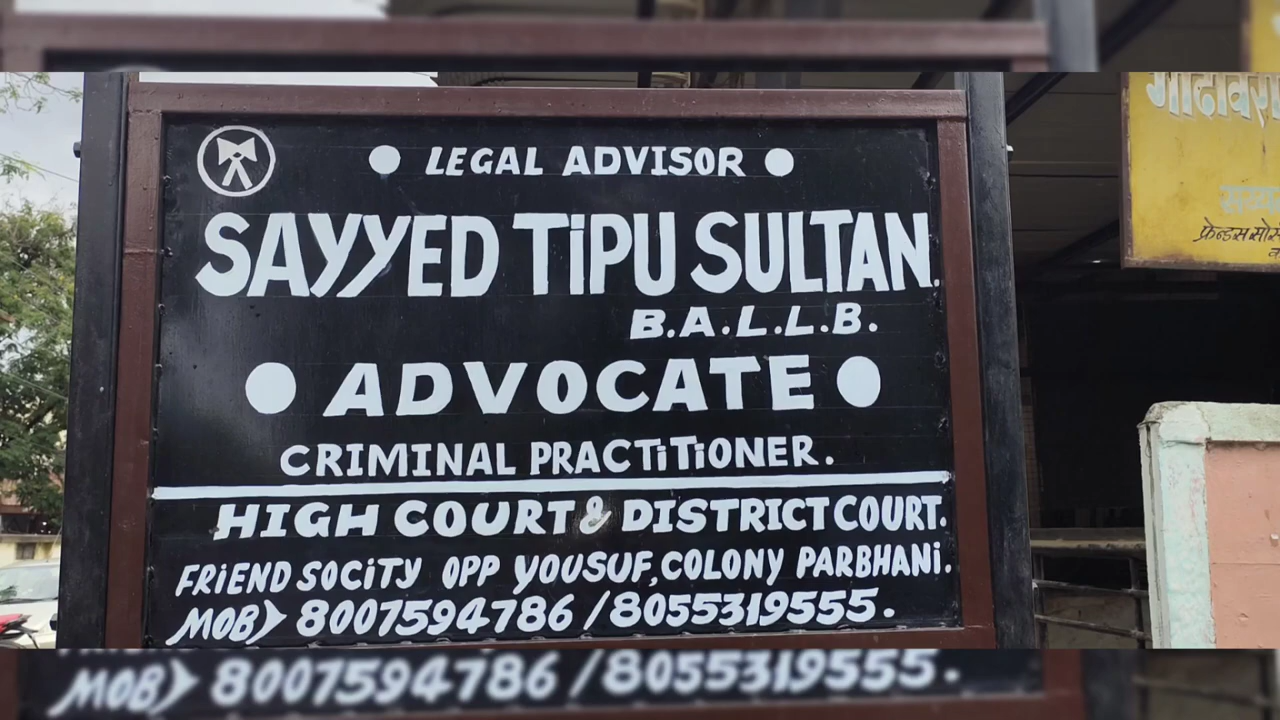 LEGAL ADVISOR
SAYYED TiPU SULTAN.
B.A.L.L.B.
ADVOCATE
CRIMINAL PRACTiTiONER.
HIGH COURT & DISTRICT COURT.
FRiEND SOCiTY OPP YOUSUF, COLONY PARBHANi.
MOB> 8007594786 / 8055319555.
फ्रेन्डस
MOB> 8007594786 / 8055319555.